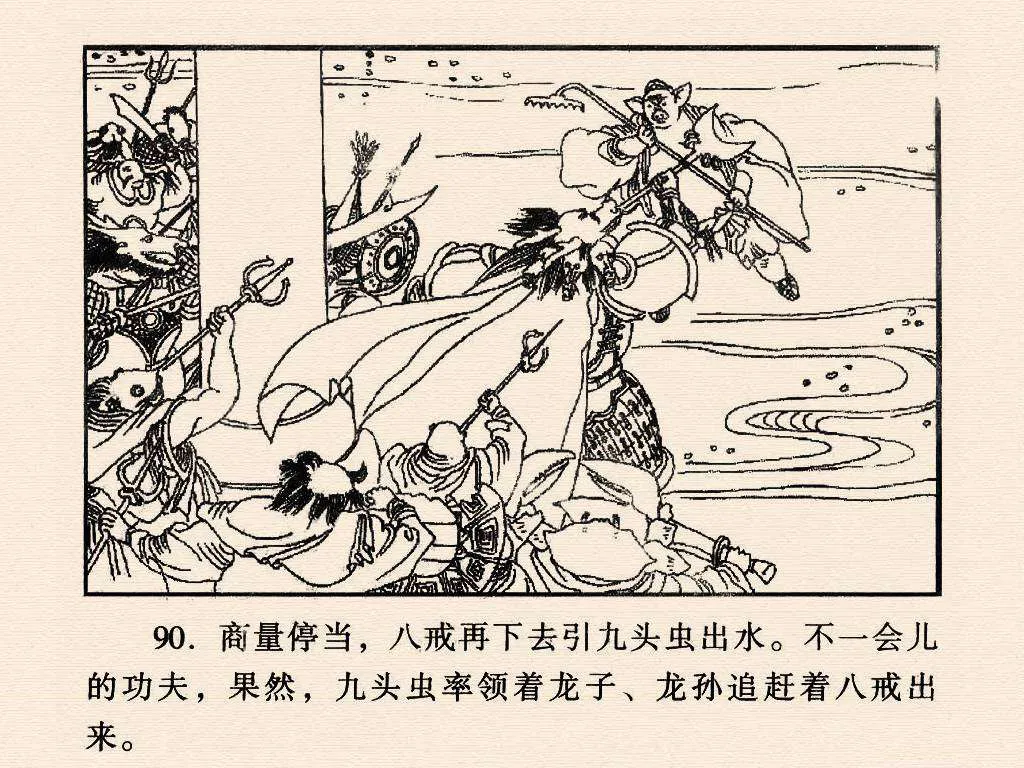 90. 商量停当，八戒再下去引九头虫出水。不一会儿
的功夫，果然，九头虫率领着龙子、龙孙追赶着八戒出
来。